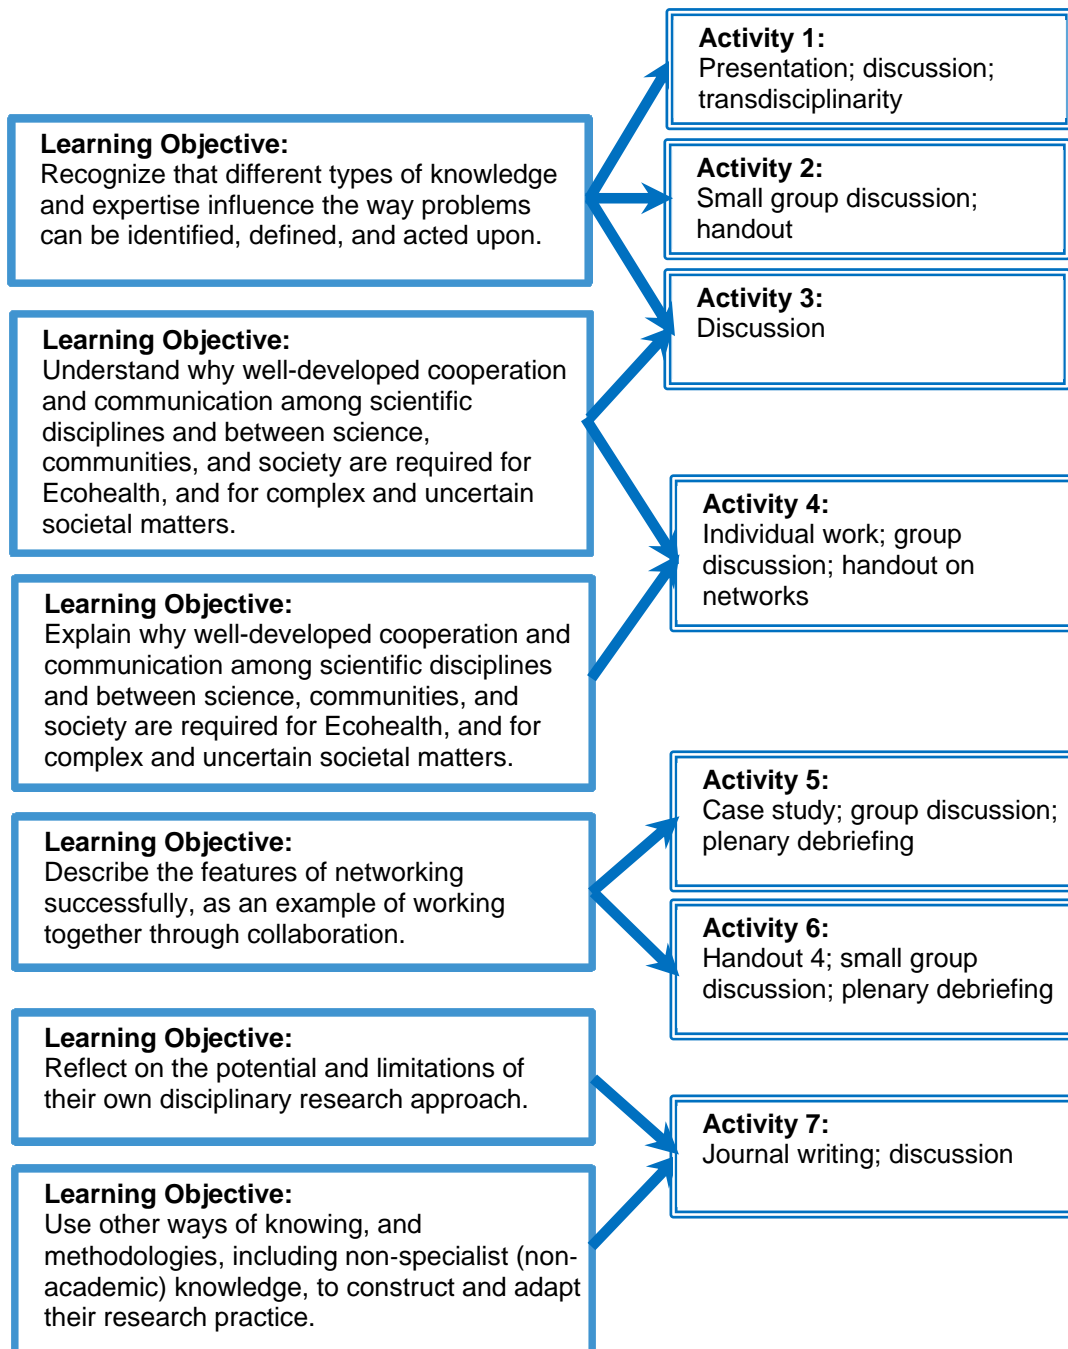 Learning Objective:
Recognize that different types of knowledge
and expertise influence the way problems
can be identified, defined, and acted upon.
Learning Objective:
Understand why well-developed cooperation
and communication among scientific
disciplines and between science,
communities, and society are required for
Ecohealth, and for complex and uncertain
societal matters.
Learning Objective:
Explain why well-developed cooperation and
communication among scientific disciplines
and between science, communities, and
society are required for Ecohealth, and for
complex and uncertain societal matters.
Learning Objective:
Describe the features of networking
successfully, as an example of working
together through collaboration.
Learning Objective:
Reflect on the potential and limitations of
their own disciplinary research approach.
Learning Objective:
Use other ways of knowing, and
methodologies, including non-specialist (non-
academic) knowledge, to construct and adapt
their research practice.
Activity 1:
Presentation; discussion;
transdisciplinarity
Activity 2:
Small group discussion;
handout
Activity 3:
Discussion
Activity 4:
Individual work; group
discussion; handout on
networks
Activity 5:
Case study; group discussion;
plenary debriefing
Activity 6:
Handout 4; small group
discussion; plenary debriefing
Activity 7:
Journal writing; discussion